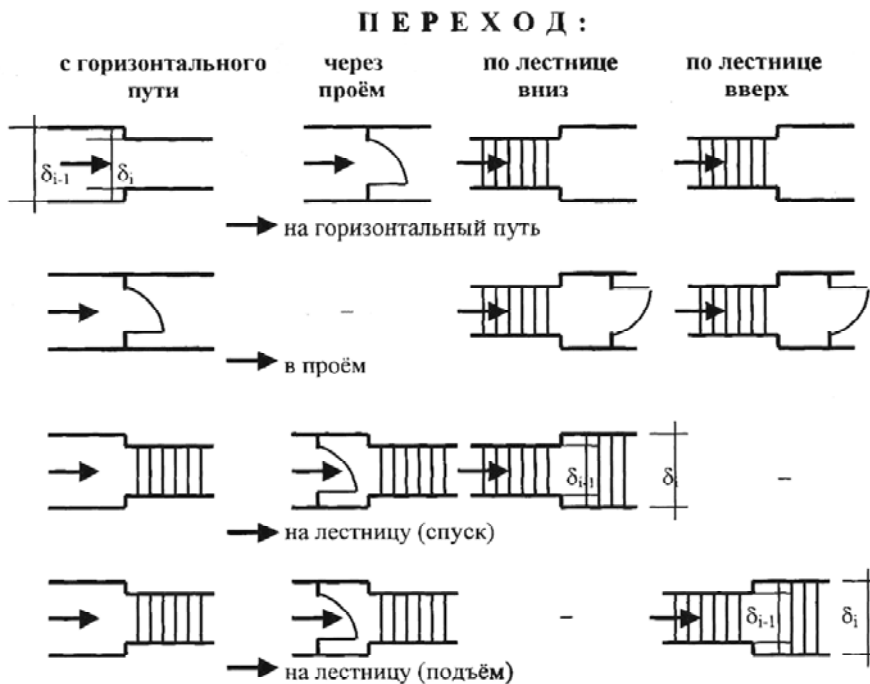 П Е Р Е Х О Д :
с горизонтального
пути
через
проём
по лестнице
вниз
по лестнице
вверх
δi-1
δi
на горизонтальный путь
–
в проём
δi-1
δi
–
на лестницу (спуск)
–
δi-1
δi
на лестницу (подъём)